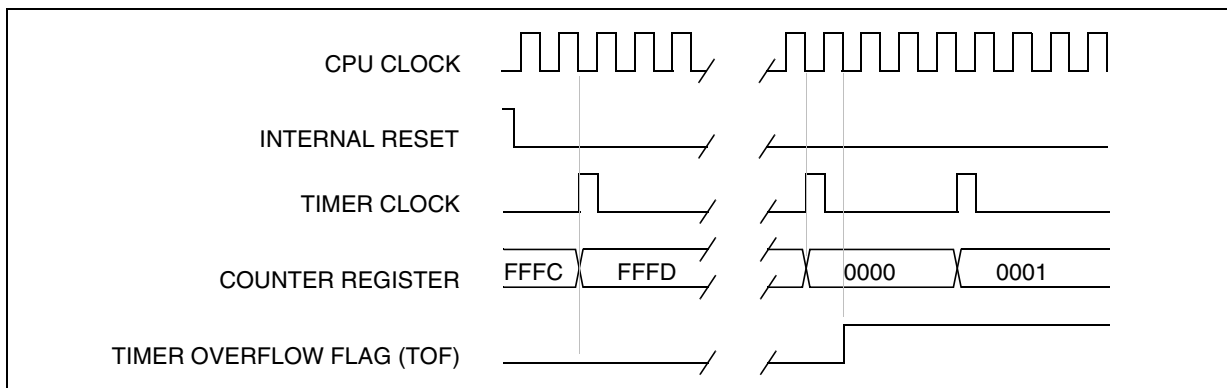 CPU CLOCK
INTERNAL RESET
TIMER CLOCK
COUNTER REGISTER FFFC FFFD 0000 0001
TIMER OVERFLOW FLAG (TOF)